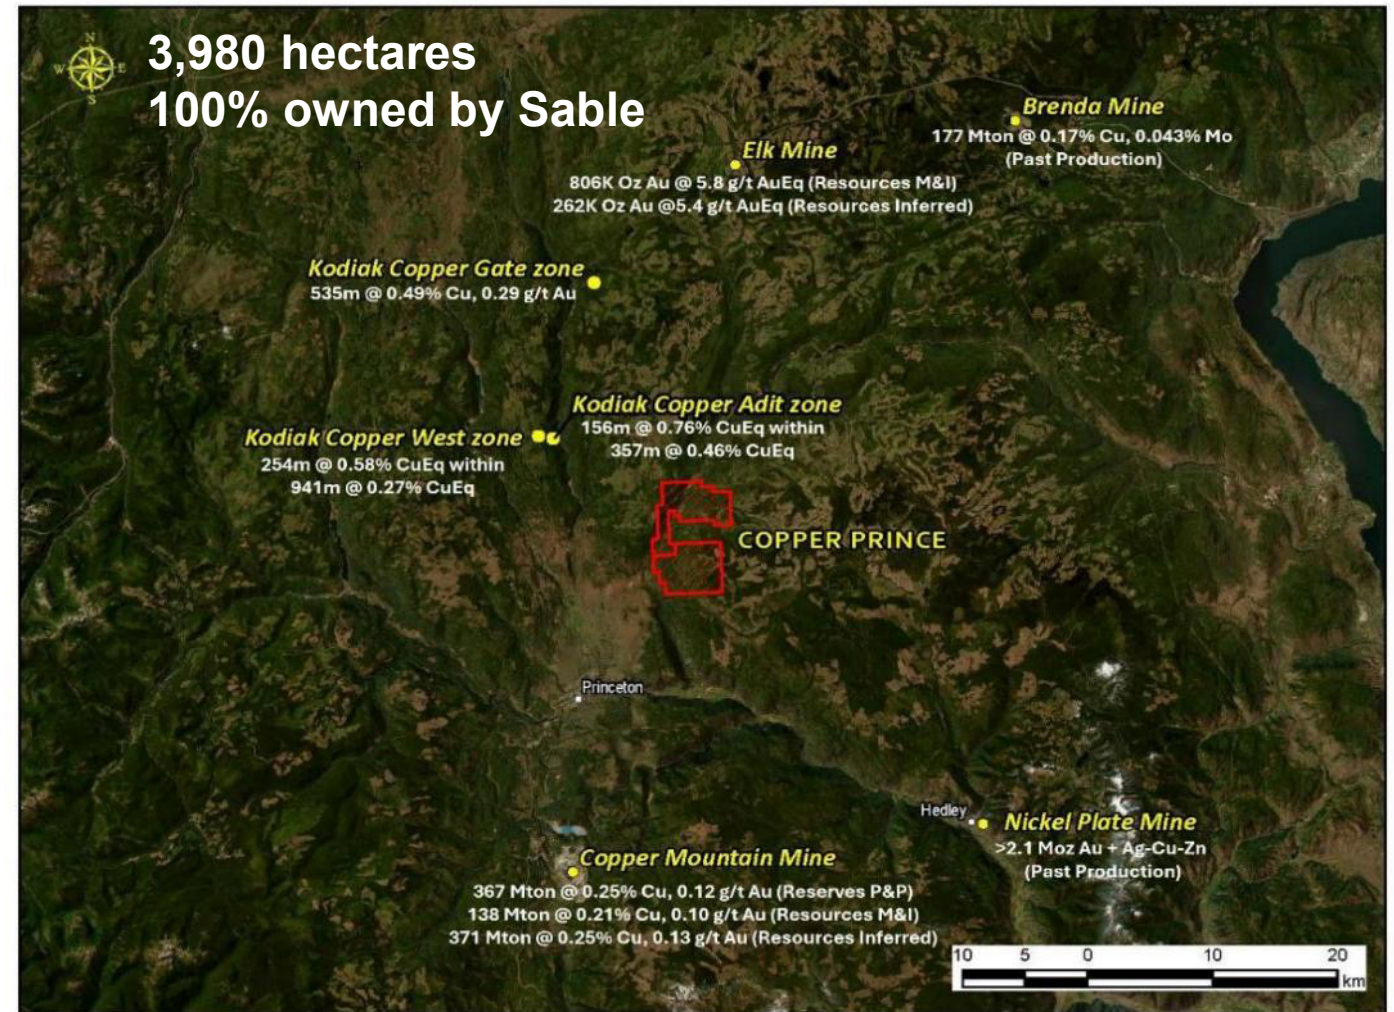 3,980 hectares
100% owned by Sable
N
W E
S
Brenda Mine
177 Mton @ 0.17% Cu, 0.043% Mo
(Past Production)
Elk Mine
806K Oz Au @ 5.8 g/t AuEq (Resources M&I)
262K Oz Au @5.4 g/t AuEq (Resources Inferred)
Kodiak Copper Gate zone
535m @ 0.49% Cu, 0.29 g/t Au
Kodiak Copper Adit zone
156m @ 0.76% CuEq within
357m @ 0.46% CuEq
Kodiak Copper West zone
254m @ 0.58% CuEq within
941m @ 0.27% CuEq
COPPER PRINCE
Princeton
Hedley
Nickel Plate Mine
>2.1 Moz Au + Ag-Cu-Zn
(Past Production)
Copper Mountain Mine
367 Mton @ 0.25% Cu, 0.12 g/t Au (Reserves P&P)
138 Mton @ 0.21% Cu, 0.10 g/t Au (Resources M&I)
371 Mton @ 0.25% Cu, 0.13 g/t Au (Resources Inferred)
10 5 0 10 20
km